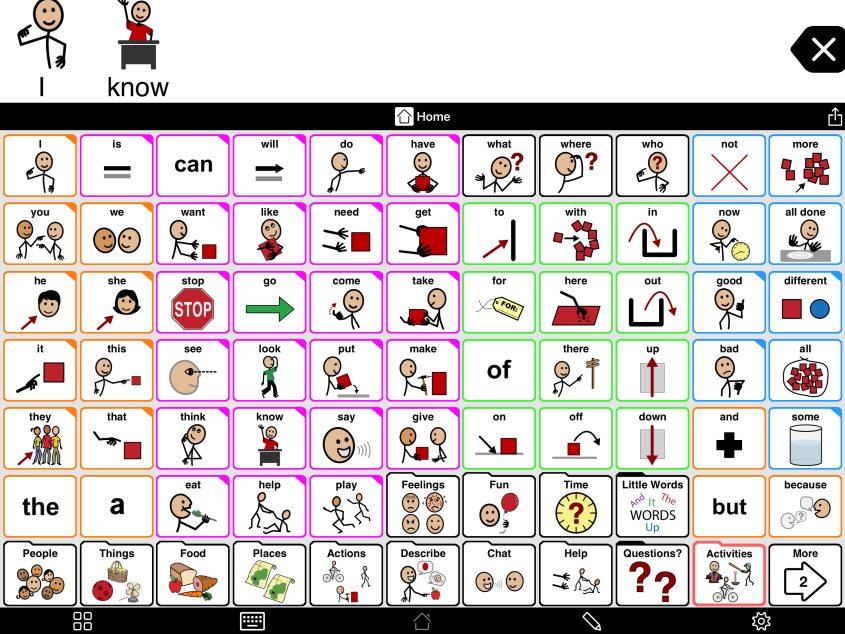 I know
Home
I is can will do have what where who not more
you we want like need get to with in now all done
he she stop go come take for here out good different
STOP FOR:
it this see look put make of there up bad all
they that think know say give on off down and some
the a eat help play Feelings Fun Time Little Words but because
And It The
WORDS
Up
? ?
People Things Food Places Actions Describe Chat Help Questions? Activities More
?? 2